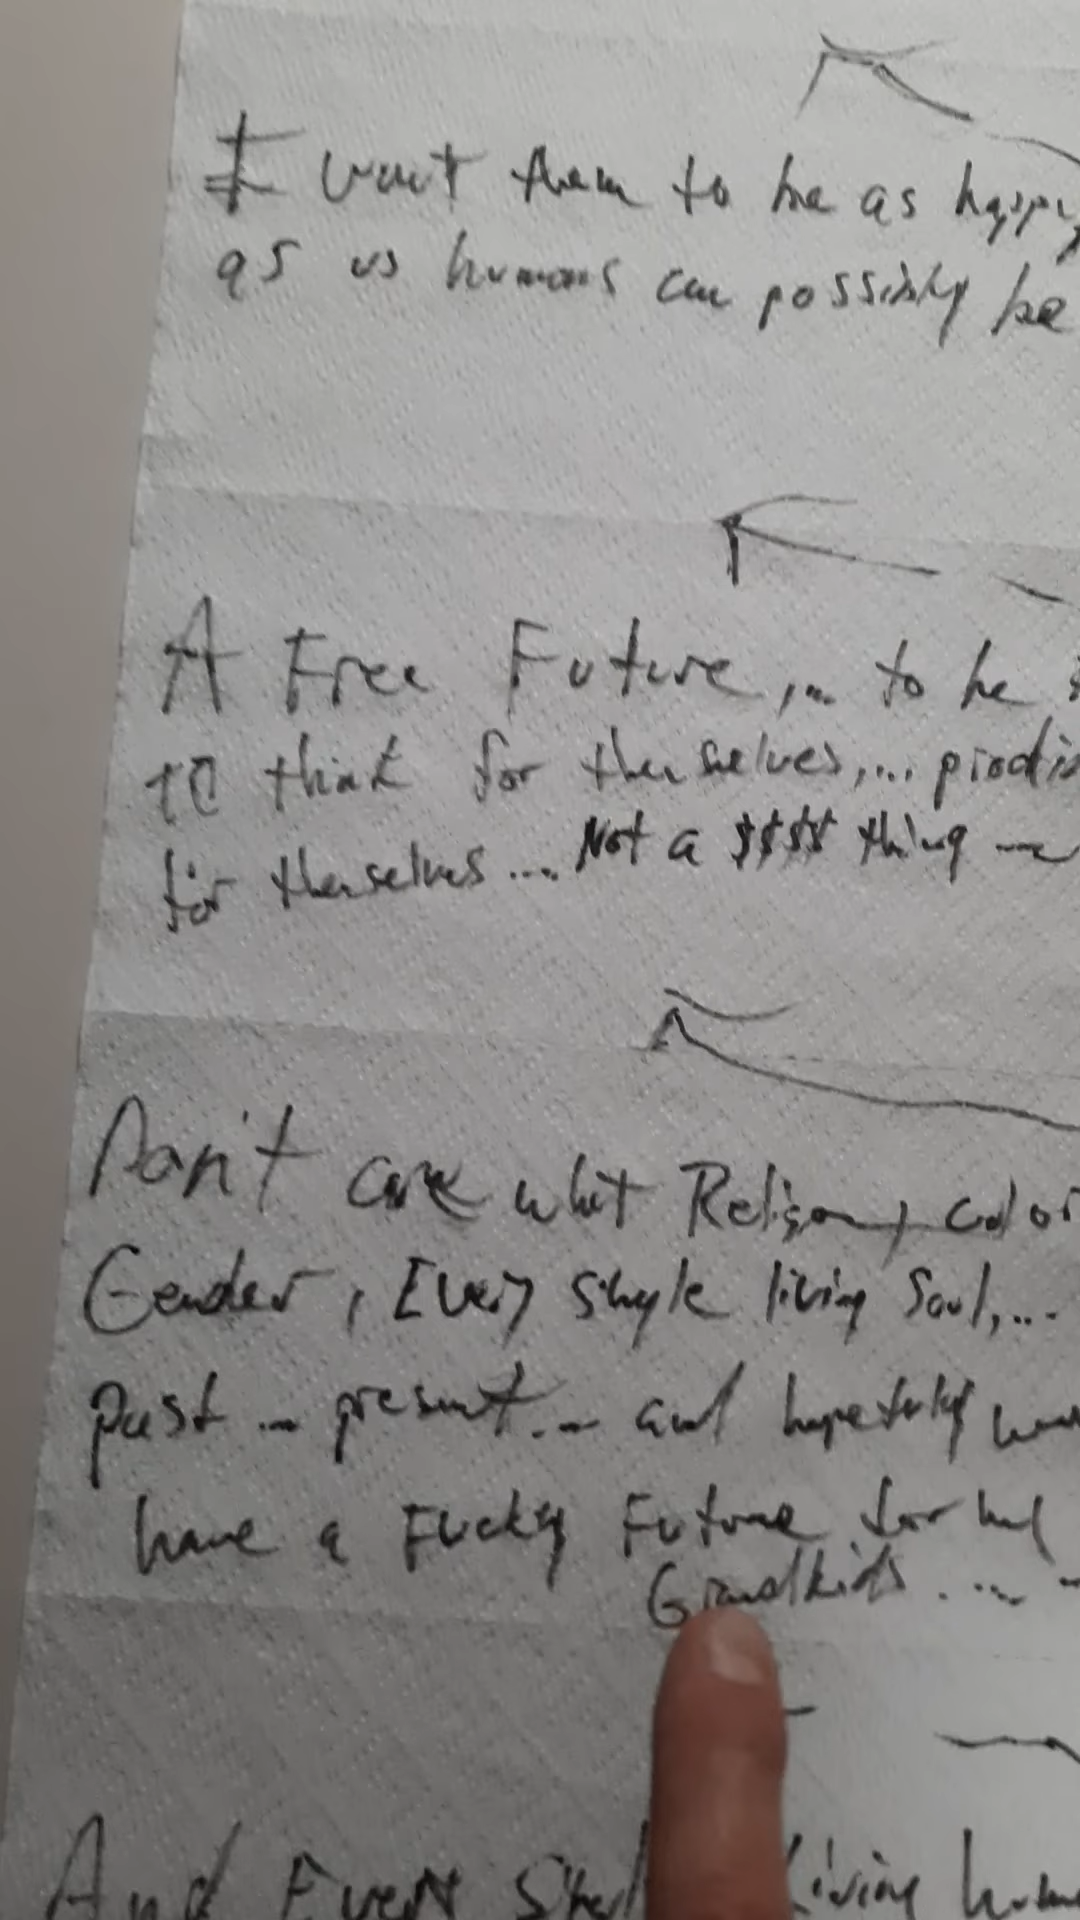 I want them to be as happy
as us humans can possibly be
A Free Future,... to be
to think for themselves,...
for themselves.... Not a $$$$ thing
Don't care what Religon, color
Gender, Every single living Soul,...
past... present... and hopefully
have a Fucky Future for my
Grandkids....
And Every living